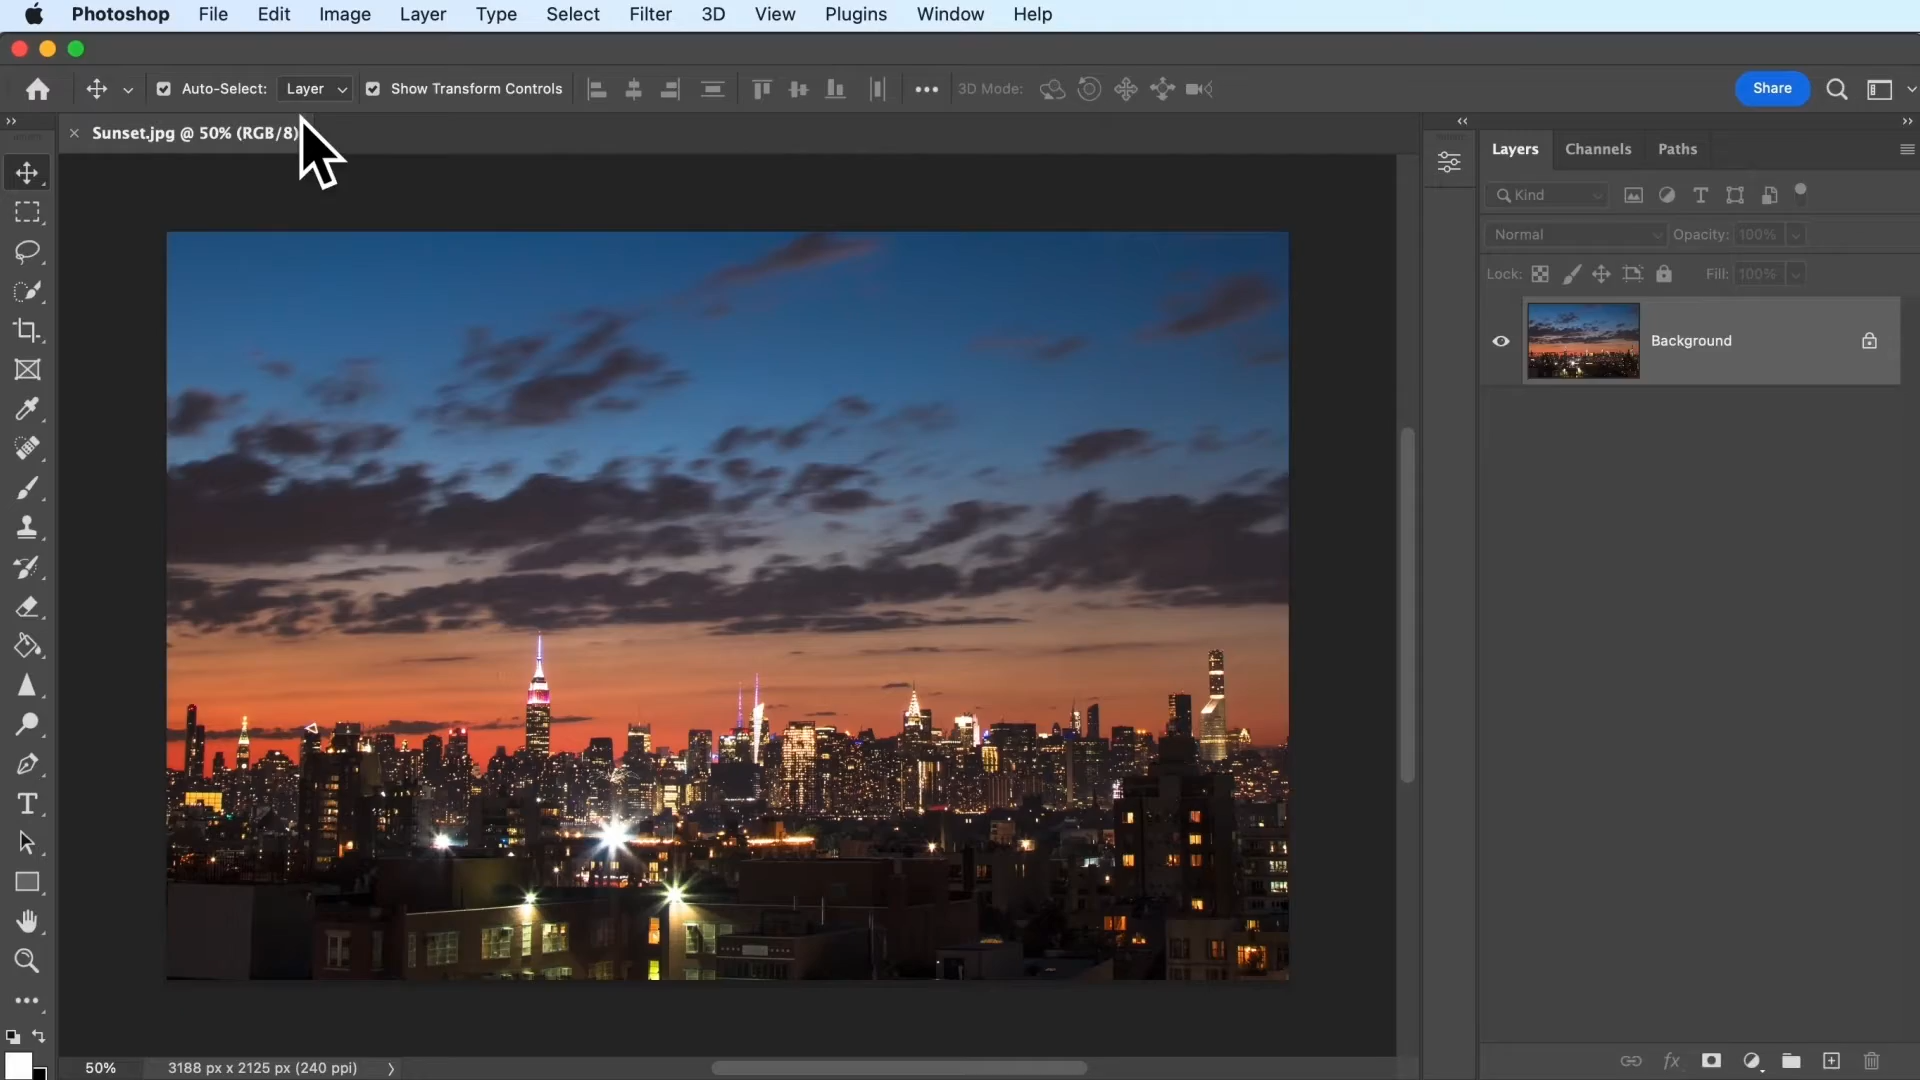 Photoshop File Edit Image Layer Type Select Filter 3D View Plugins Window Help
Auto-Select: Layer Show Transform Controls 3D Mode: Share
Sunset.jpg @ 50% (RGB/8)
Layers Channels Paths
Kind
Normal Opacity: 100%
Lock: Fill: 100%
Background
50% 3188 px x 2125 px (240 ppi)